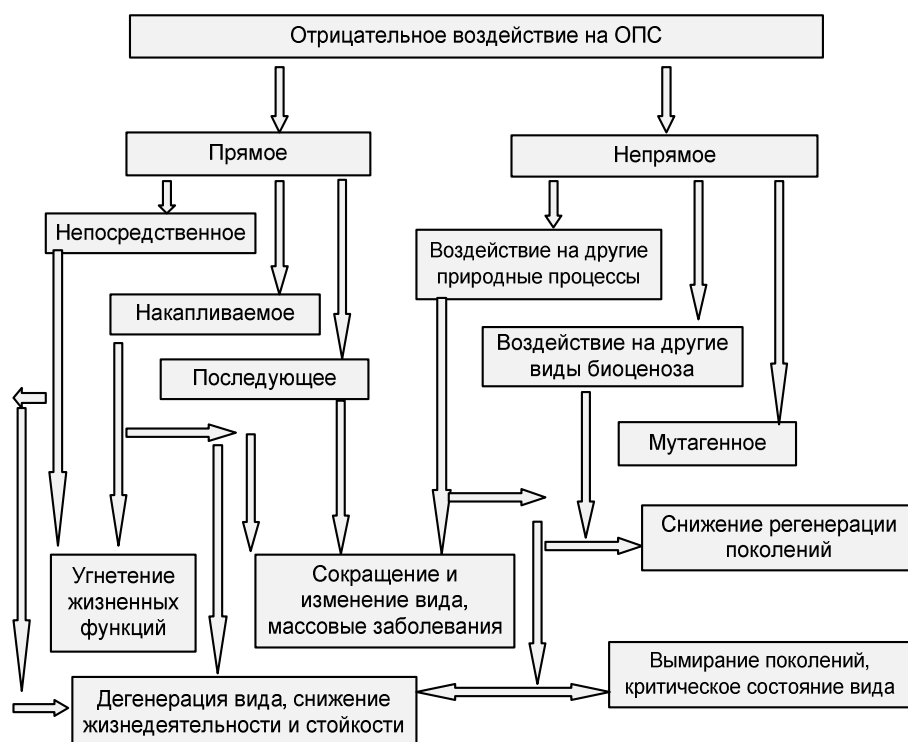 Отрицательное воздействие на ОПС
Прямое
Непрямое
Непосредственное
Воздействие на другие
природные процессы
Накапливаемое
Воздействие на другие
виды биоценоза
Последующее
Мутагенное
Снижение регенерации
поколений
Угнетение
жизненных
функций
Сокращение и
изменение вида,
массовые заболевания
Вымирание поколений,
критическое состояние вида
Дегенерация вида, снижение
жизнедеятельности и стойкости